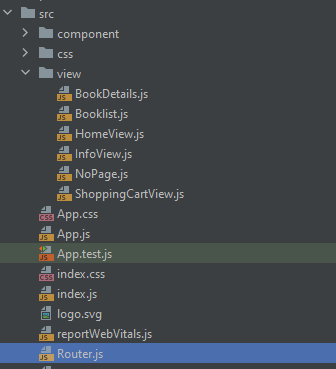 src
component
css
view
BookDetails.js
Booklist.js
HomeView.js
InfoView.js
NoPage.js
ShoppingCartView.js
App.css
App.js
App.test.js
index.css
index.js
logo.svg
reportWebVitals.js
Router.js